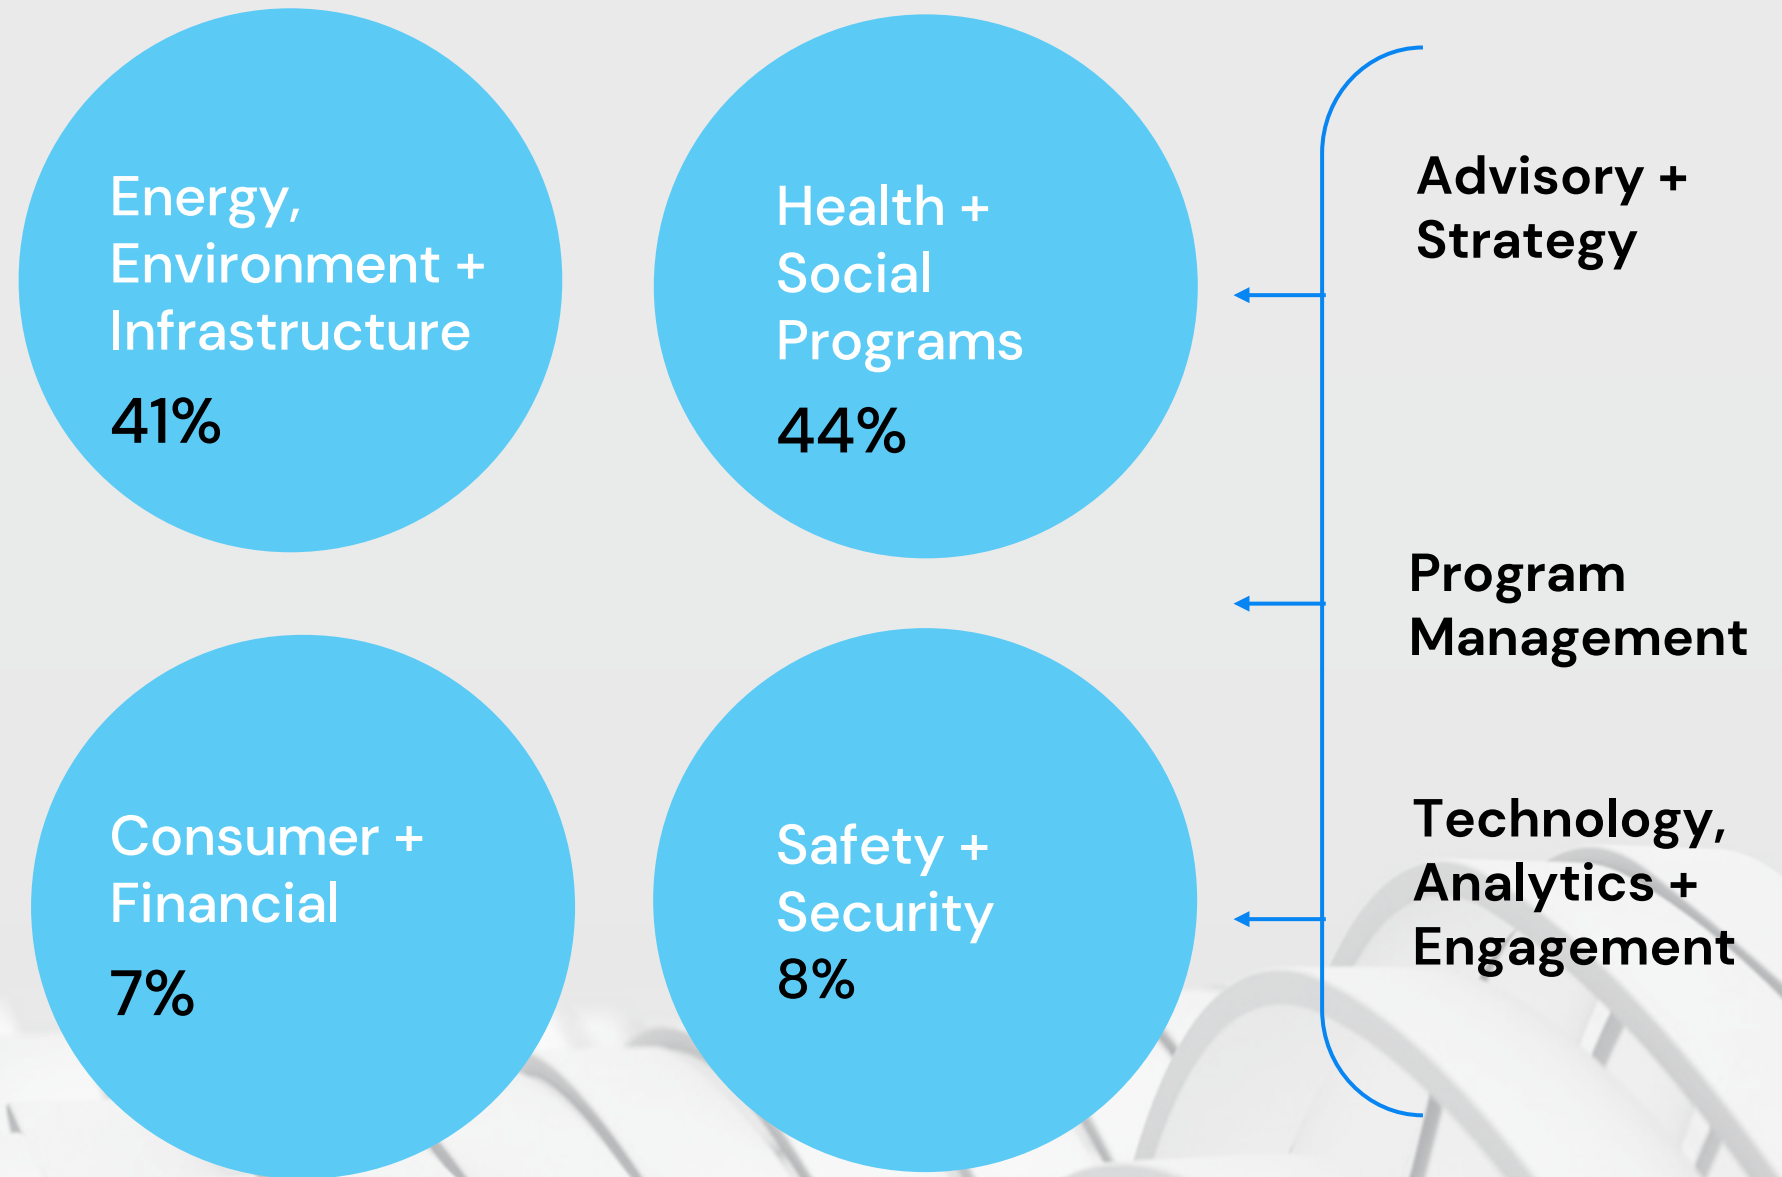 Energy,
Environment +
Infrastructure
41%
Health +
Social
Programs
44%
Consumer +
Financial
7%
Safety +
Security
8%
Advisory +
Strategy
Program
Management
Technology,
Analytics +
Engagement